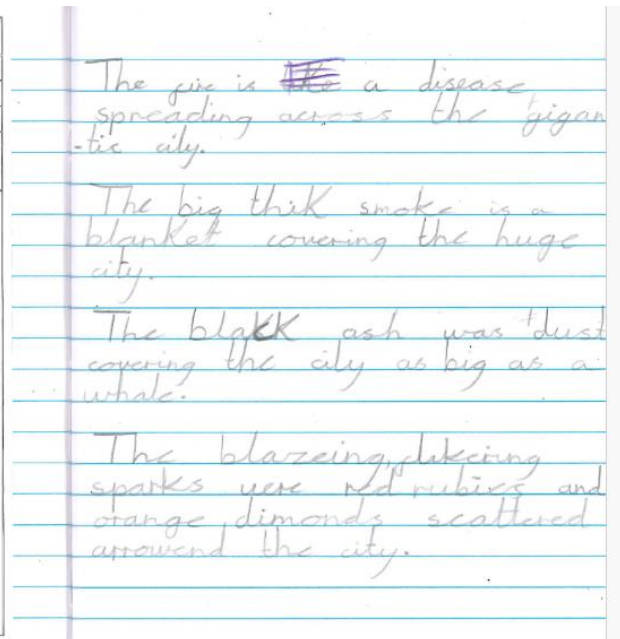 The fire is a disease
spreading across the gigan
-tic city.
The big thik smoke is a
blanket covering the huge
city.
The blakk ash was dust
covering the city as big as a
whale.
The blazeing, flikering
sparks were red rubies and
orange dimonds scattered
arrowend the city.